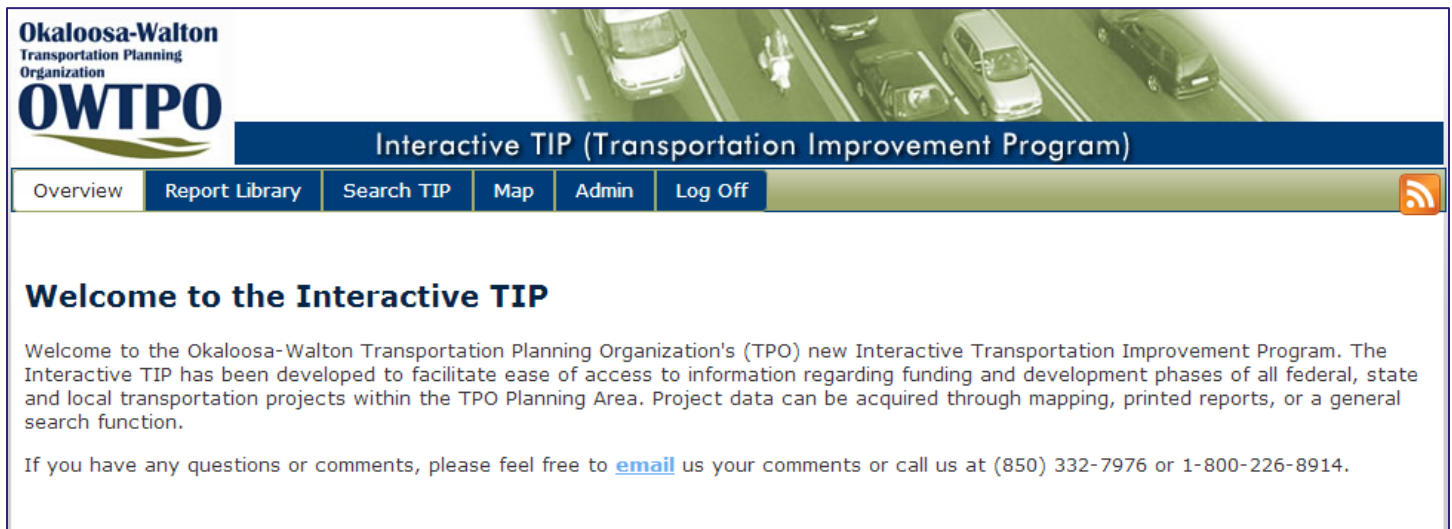 Okaloosa-Walton
Transportation Planning
Organization
OWTPO
Interactive TIP (Transportation Improvement Program)
Overview Report Library Search TIP Map Admin Log Off
Welcome to the Interactive TIP
Welcome to the Okaloosa-Walton Transportation Planning Organization's (TPO) new Interactive Transportation Improvement Program. The
Interactive TIP has been developed to facilitate ease of access to information regarding funding and development phases of all federal, state
and local transportation projects within the TPO Planning Area. Project data can be acquired through mapping, printed reports, or a general
search function.
If you have any questions or comments, please feel free to email us your comments or call us at (850) 332-7976 or 1-800-226-8914.